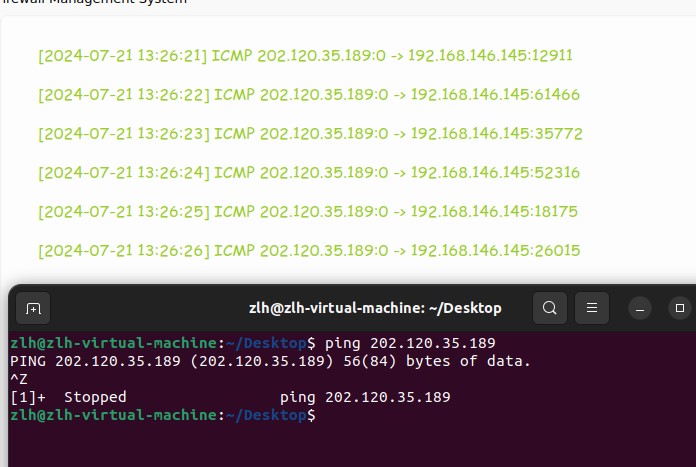 Firewall Management System
[2024-07-21 13:26:21] ICMP 202.120.35.189:0 -> 192.168.146.145:12911
[2024-07-21 13:26:22] ICMP 202.120.35.189:0 -> 192.168.146.145:61466
[2024-07-21 13:26:23] ICMP 202.120.35.189:0 -> 192.168.146.145:35772
[2024-07-21 13:26:24] ICMP 202.120.35.189:0 -> 192.168.146.145:52316
[2024-07-21 13:26:25] ICMP 202.120.35.189:0 -> 192.168.146.145:18175
[2024-07-21 13:26:26] ICMP 202.120.35.189:0 -> 192.168.146.145:26015
zlh@zlh-virtual-machine: ~/Desktop
zlh@zlh-virtual-machine:~/Desktop$ ping 202.120.35.189
PING 202.120.35.189 (202.120.35.189) 56(84) bytes of data.
^Z
[1]+  Stopped                 ping 202.120.35.189
zlh@zlh-virtual-machine:~/Desktop$